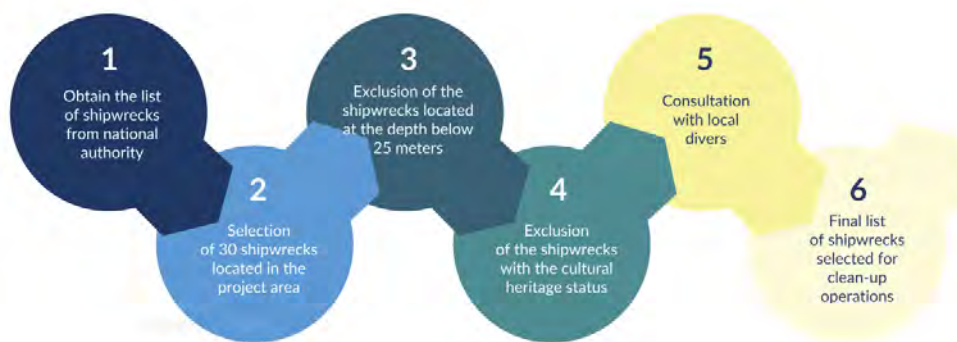 1
Obtain the list
of shipwrecks
from national
authority
2
Selection
of 30 shipwrecks
located in the
project area
3
Exclusion of the
shipwrecks located
at the depth below
25 meters
4
Exclusion
of the shipwrecks
with the cultural
heritage status
5
Consultation
with local
divers
6
Final list
of shipwrecks
selected for
clean-up
operations